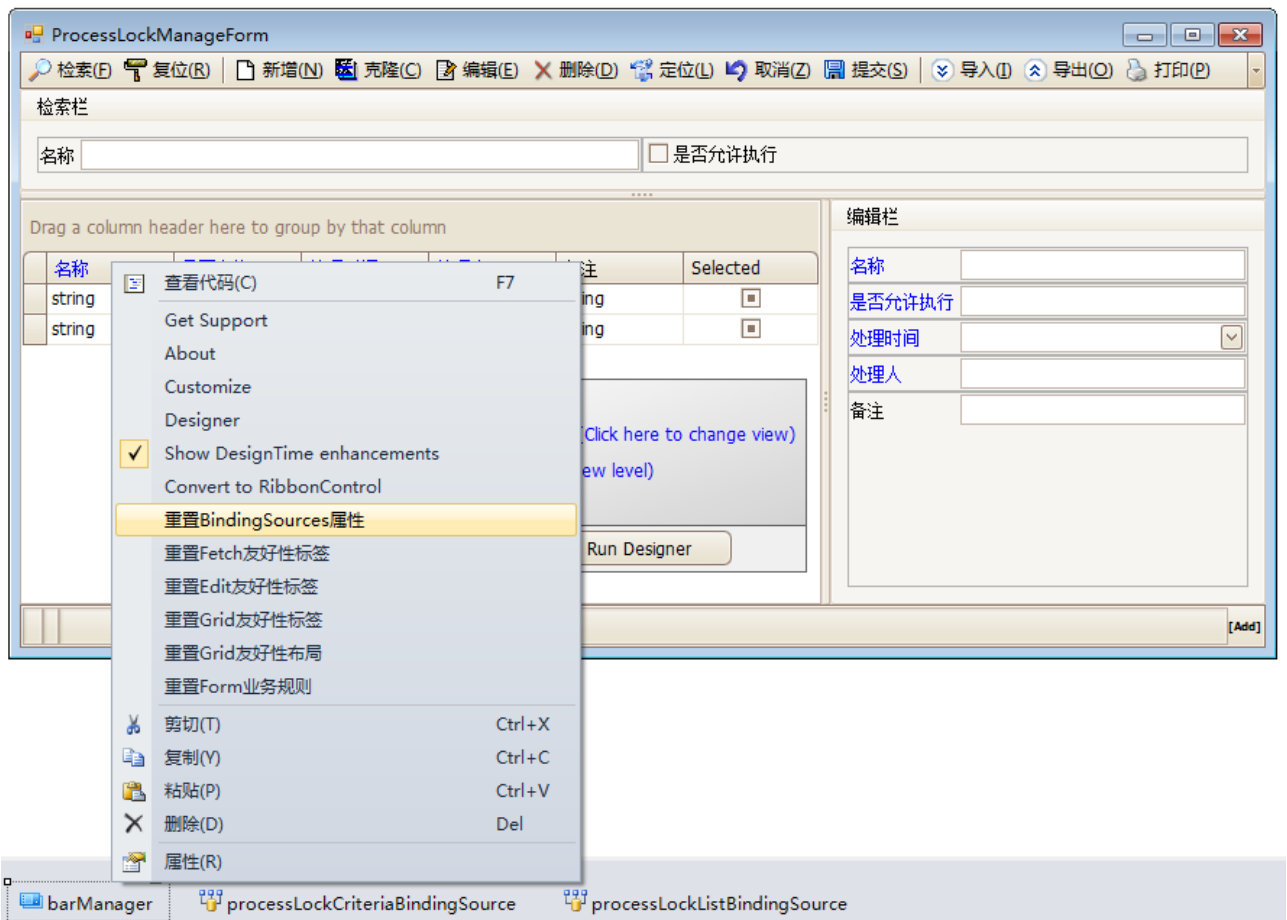 ProcessLockManageForm
检索(F) 复位(R) 新增(N) 克隆(C) 编辑(E) 删除(D) 定位(L) 取消(Z) 提交(S) 导入(I) 导出(O) 打印(P)
检索栏
名称 是否允许执行
Drag a column header here to group by that column
名称 注 Selected
string ing
string ing
查看代码(C) F7
Get Support
About
Customize
Designer
Show DesignTime enhancements
Convert to RibbonControl
重置BindingSources属性
重置Fetch友好性标签
重置Edit友好性标签
重置Grid友好性标签
重置Grid友好性布局
重置Form业务规则
剪切(T) Ctrl+X
复制(Y) Ctrl+C
粘贴(P) Ctrl+V
删除(D) Del
属性(R)
(Click here to change view)
ew level)
Run Designer
编辑栏
名称
是否允许执行
处理时间
处理人
备注
[Add]
barManager processLockCriteriaBindingSource processLockListBindingSource